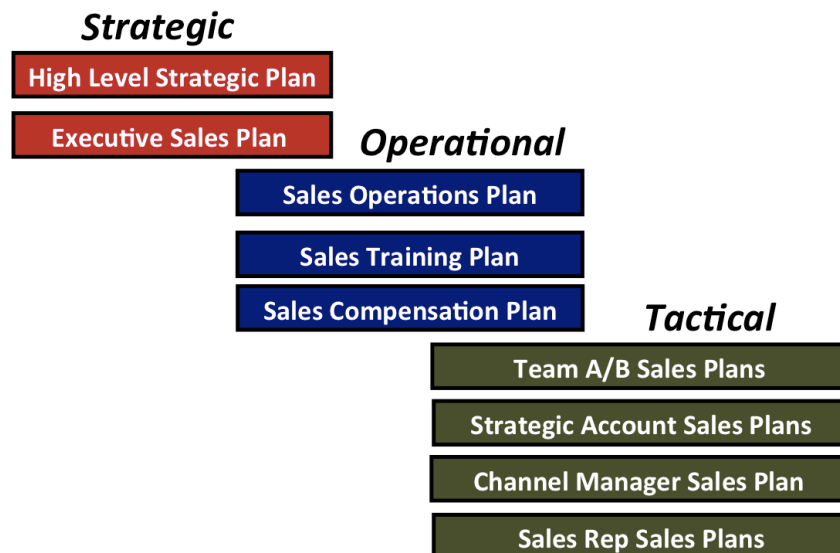 Strategic
High Level Strategic Plan
Executive Sales Plan
Operational
Sales Operations Plan
Sales Training Plan
Sales Compensation Plan
Tactical
Team A/B Sales Plans
Strategic Account Sales Plans
Channel Manager Sales Plan
Sales Rep Sales Plans